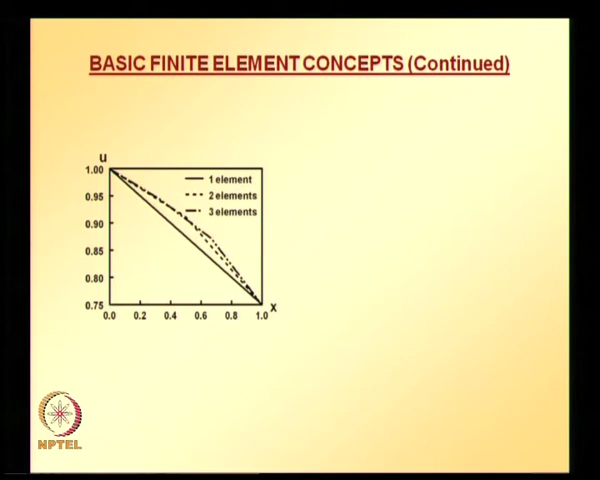 BASIC FINITE ELEMENT CONCEPTS (Continued)
u
1.00
1 element
0.95
2 elements
3 elements
0.90
0.85
0.80
0.75
x
0.0 0.2 0.4 0.6 0.8 1.0
NPTEL